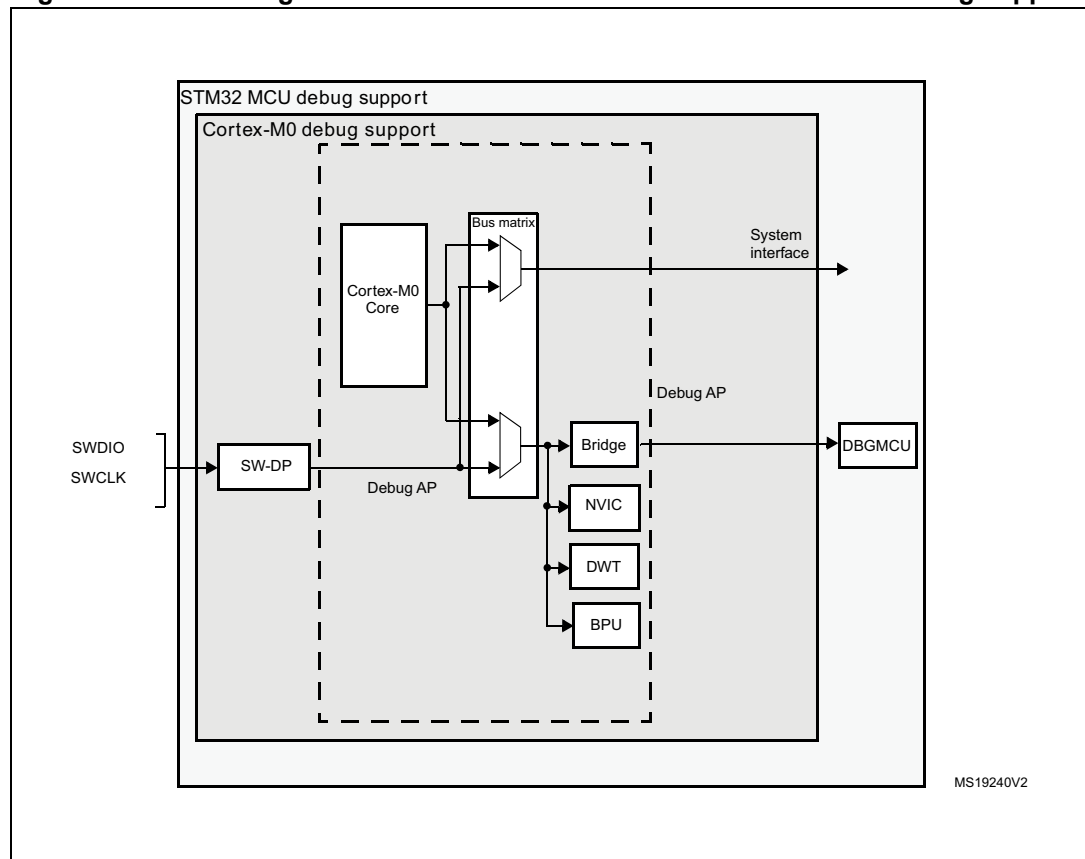 STM32 MCU debug support
Cortex-M0 debug support
Bus matrix
System
interface
Cortex-M0
Core
Debug AP
SWDIO
SWCLK
SW-DP
Debug AP
Bridge
DBGMCU
NVIC
DWT
BPU
MS19240V2